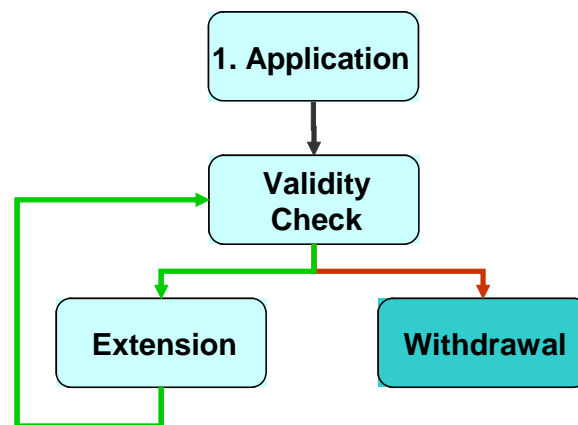 1. Application
Validity
Check
Extension
Withdrawal